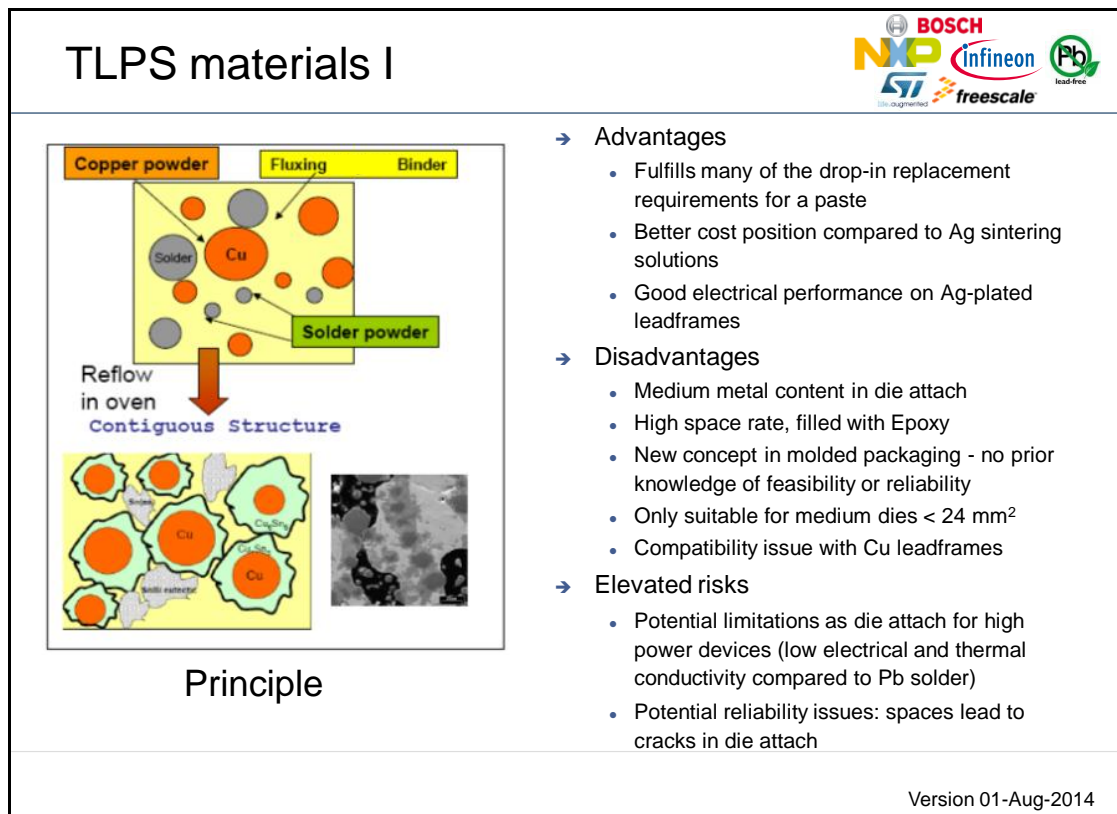 TLPS materials I
BOSCH
NXP
infineon
Pb
lead-free
ST
life.augmented
freescale
Copper powder
Fluxing Binder
Solder
Cu
Solder powder
Reflow
in oven
Contiguous Structure
Cu
Cu
Principle
→ Advantages
• Fulfills many of the drop-in replacement
requirements for a paste
• Better cost position compared to Ag sintering
solutions
• Good electrical performance on Ag-plated
leadframes
→ Disadvantages
• Medium metal content in die attach
• High space rate, filled with Epoxy
• New concept in molded packaging - no prior
knowledge of feasibility or reliability
• Only suitable for medium dies < 24 mm²
• Compatibility issue with Cu leadframes
→ Elevated risks
• Potential limitations as die attach for high
power devices (low electrical and thermal
conductivity compared to Pb solder)
• Potential reliability issues: spaces lead to
cracks in die attach
Version 01-Aug-2014